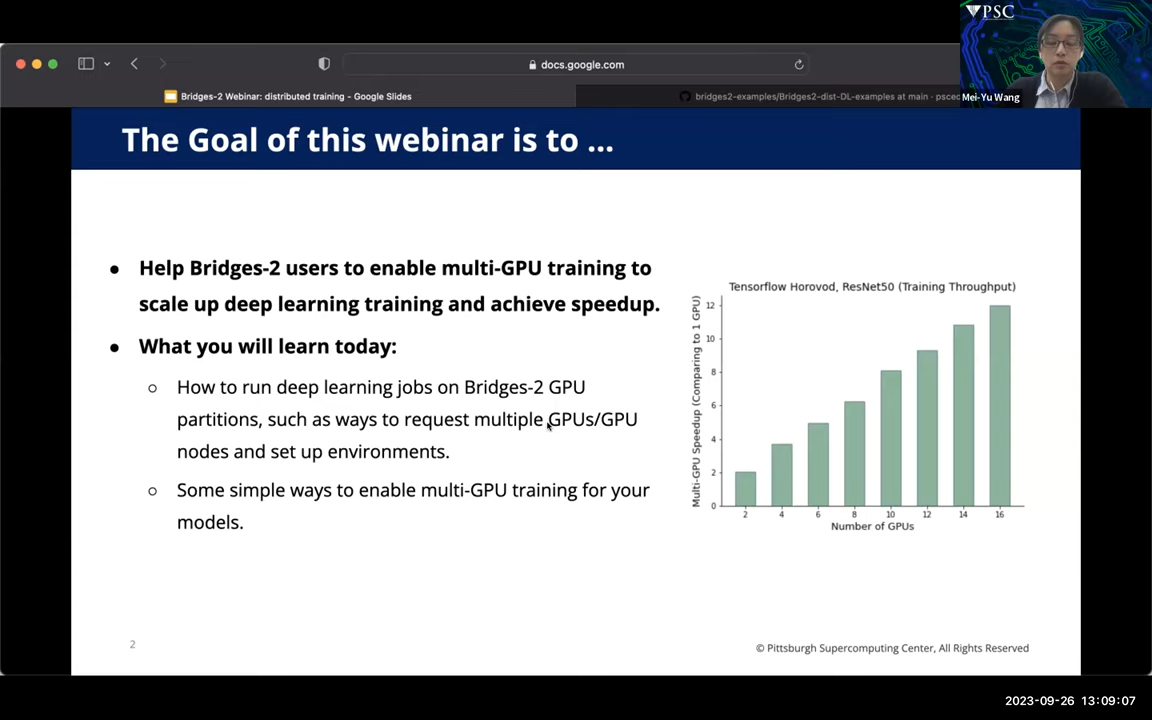 PSC
docs.google.com
Bridges-2 Webinar: distributed training - Google Slides
bridges2-examples/Bridges2-dist-DL-examples at main · psced
Mei-Yu Wang
The Goal of this webinar is to ...
● Help Bridges-2 users to enable multi-GPU training to
scale up deep learning training and achieve speedup.
● What you will learn today:
○ How to run deep learning jobs on Bridges-2 GPU
partitions, such as ways to request multiple GPUs/GPU
nodes and set up environments.
○ Some simple ways to enable multi-GPU training for your
models.
Tensorflow Horovod, ResNet50 (Training Throughput)
Multi-GPU Speedup (Comparing to 1 GPU)
12
10
8
6
4
2
0
2 4 6 8 10 12 14 16
Number of GPUs
2
© Pittsburgh Supercomputing Center, All Rights Reserved
2023-09-26 13:09:07